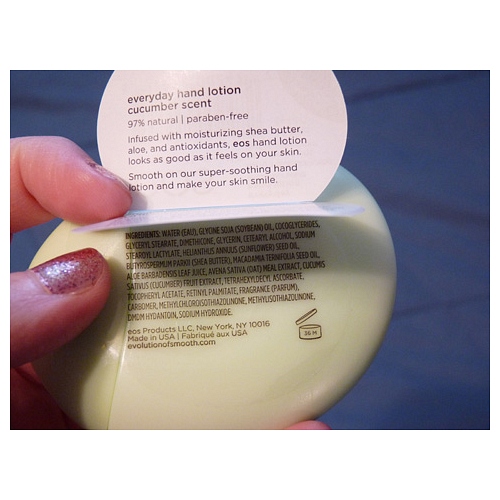 everyday hand lotion
cucumber scent
97% natural | paraben-free
Infused with moisturizing shea butter,
aloe, and antioxidants, eos hand lotion
looks as good as it feels on your skin.
Smooth on our super-soothing hand
lotion and make your skin smile.
INGREDIENTS: WATER (EAU), GLYCINE SOJA (SOYBEAN) OIL, COCOGLYCERIDES,
GLYCERYL STEARATE, DIMETHICONE, GLYCERIN, CETEARYL ALCOHOL, SODIUM
STEAROYL LACTYLATE, HELIANTHUS ANNUUS (SUNFLOWER) SEED OIL,
BUTYROSPERMUM PARKII (SHEA BUTTER), MACADAMIA TERNIFOLIA SEED OIL,
ALOE BARBADENSIS LEAF JUICE, AVENA SATIVA (OAT) MEAL EXTRACT, CUCUMIS
SATIVUS (CUCUMBER) FRUIT EXTRACT, TETRAHEXYLDECYL ASCORBATE,
TOCOPHERYL ACETATE, RETINYL PALMITATE, FRAGRANCE (PARFUM),
CARBOMER, METHYLCHLOROISOTHIAZOLINONE, METHYLISOTHIAZOLINONE,
DMDM HYDANTOIN, SODIUM HYDROXIDE.
eos Products LLC, New York, NY 10016
Made in USA | Fabriqué aux USA
evolutionofsmooth.com
36 M